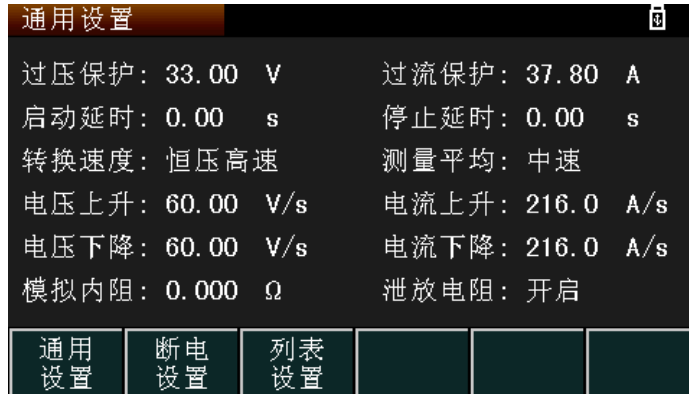 通用设置
过压保护: 33.00 V 过流保护: 37.80 A
启动延时: 0.00 s 停止延时: 0.00 s
转换速度: 恒压高速 测量平均: 中速
电压上升: 60.00 V/s 电流上升: 216.0 A/s
电压下降: 60.00 V/s 电流下降: 216.0 A/s
模拟内阻: 0.000 Ω 泄放电阻: 开启
通用 断电 列表
设置 设置 设置